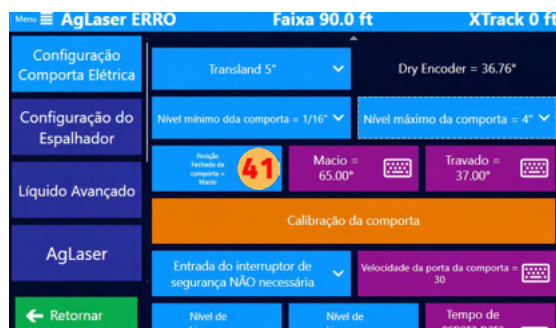 Menu ≡ AgLaser ERRO Faixa 90.0 ft XTrack 0 ft
Configuração
Comporta Elétrica
Transland 5"
Dry Encoder = 36.76°
Configuração do
Espalhador
Nível mínimo dda comporta = 1/16"
Nível máximo da comporta = 4"
Líquido Avançado
Posição
Fechada da
comporta =
Macio
41
Macio =
65.00°
Travado =
37.00°
Calibração da comporta
AgLaser
Entrada do interruptor de
segurança NÃO necessária
Velocidade da porta da comporta =
30
Retornar
Nível de
Nível de
Tempo de